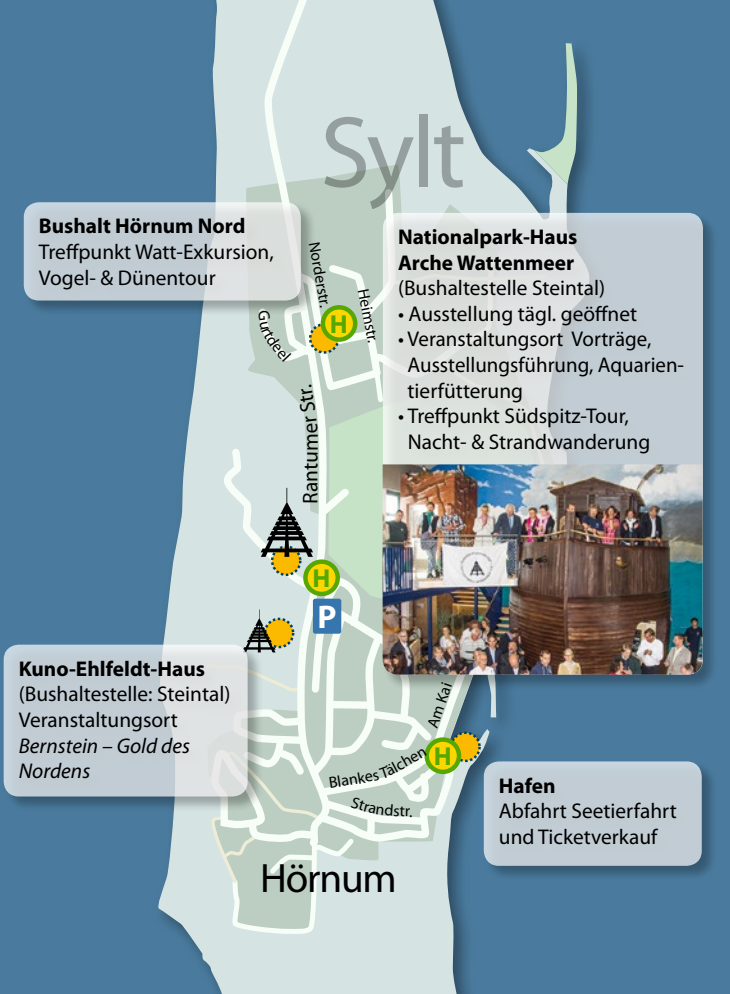 Sylt
Bushalt Hörnum Nord
Treffpunkt Watt-Exkursion,
Vogel- & Dünentour
Nationalpark-Haus
Arche Wattenmeer
(Bushaltestelle Steintal)
• Ausstellung tägl. geöffnet
• Veranstaltungsort Vorträge,
Ausstellungsführung, Aquarien-
tierfütterung
• Treffpunkt Südspitz-Tour,
Nacht- & Strandwanderung
Norderstr.
Heimstr.
H
Gurtdeel
Rantumer Str.
H
P
Kuno-Ehlfeldt-Haus
(Bushaltestelle: Steintal)
Veranstaltungsort
Bernstein – Gold des
Nordens
Am Kai
H
Blankes Tälchen
Strandstr.
Hafen
Abfahrt Seetierfahrt
und Ticketverkauf
Hörnum